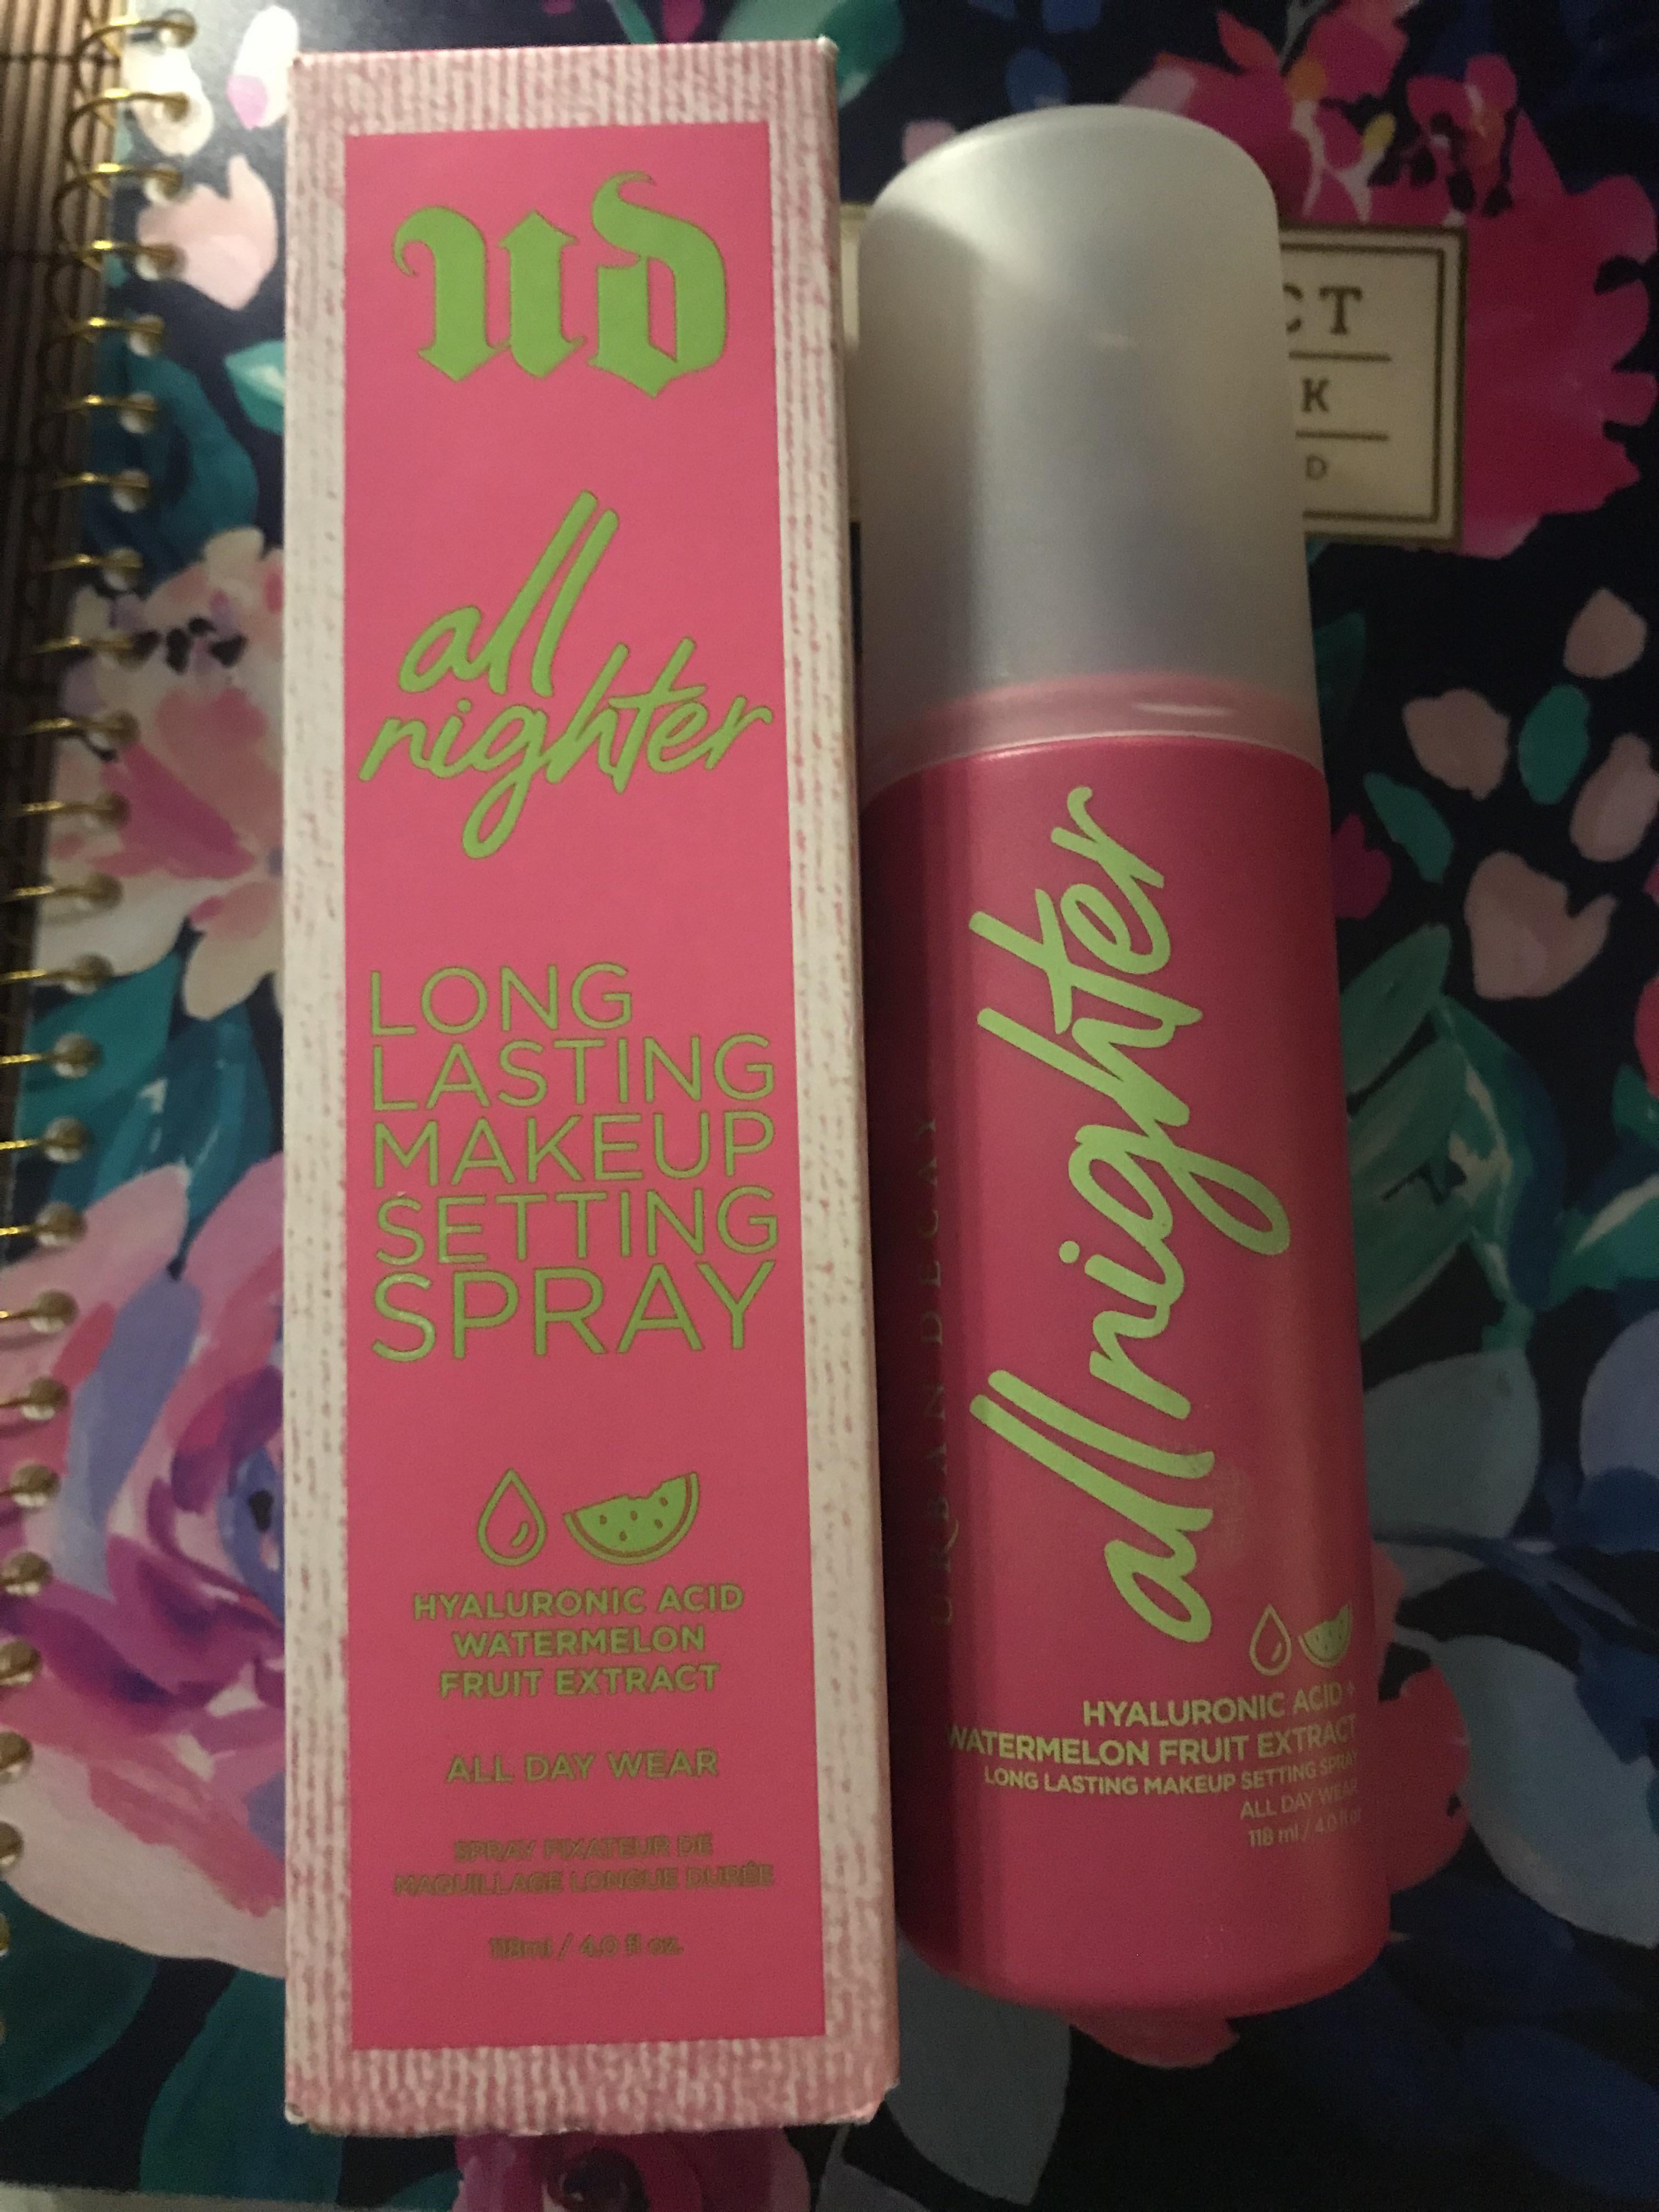 ud
all
nighter
LONG
LASTING
MAKEUP
SETTING
SPRAY
HYALURONIC ACID
WATERMELON
FRUIT EXTRACT
ALL DAY WEAR
SPRAY FIXATEUR DE
MAQUILLAGE LONGUE DURÉE
118ml / 4.0 fl oz.
URBAN DECAY
all nighter
HYALURONIC ACID +
WATERMELON FRUIT EXTRACT
LONG LASTING MAKEUP SETTING SPRAY
ALL DAY WEAR
118 ml / 4.0 fl oz
CT
K
D